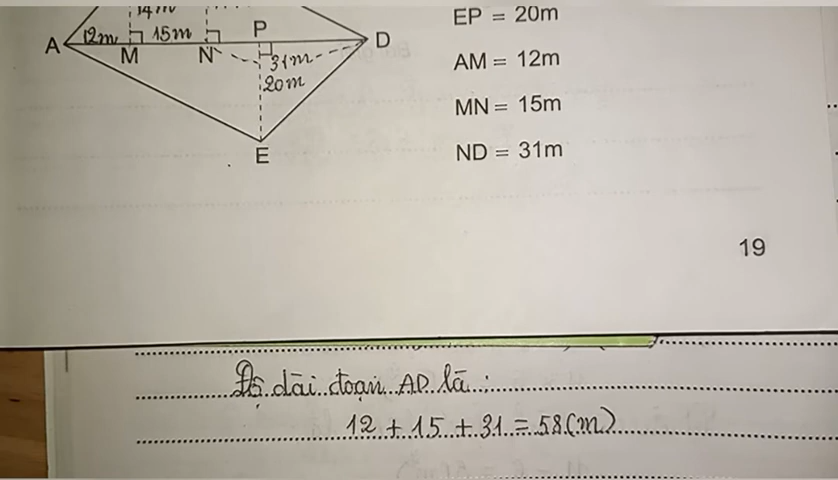 14m
EP = 20m
A 12m M 15m N P D
31m
20m
AM = 12m
MN = 15m
E
ND = 31m
19
Độ dài đoạn AD là :
12 + 15 + 31 = 58 (m)